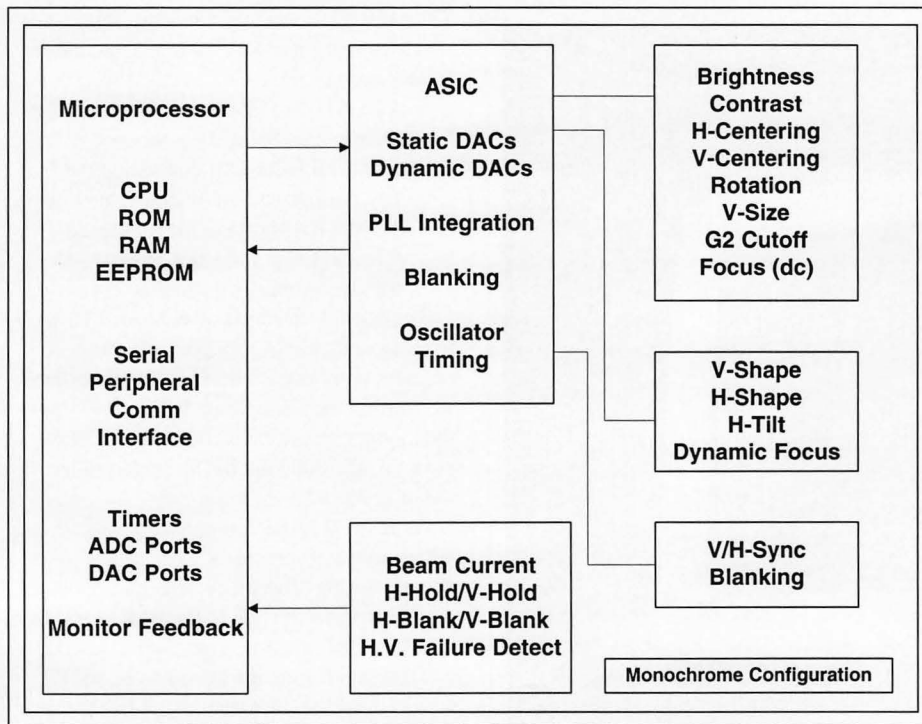 Microprocessor
CPU
ROM
RAM
EEPROM
Serial
Peripheral
Comm
Interface
Timers
ADC Ports
DAC Ports
Monitor Feedback
ASIC
Static DACs
Dynamic DACs
PLL Integration
Blanking
Oscillator
Timing
Beam Current
H-Hold/V-Hold
H-Blank/V-Blank
H.V. Failure Detect
Brightness
Contrast
H-Centering
V-Centering
Rotation
V-Size
G2 Cutoff
Focus (dc)
V-Shape
H-Shape
H-Tilt
Dynamic Focus
V/H-Sync
Blanking
Monochrome Configuration